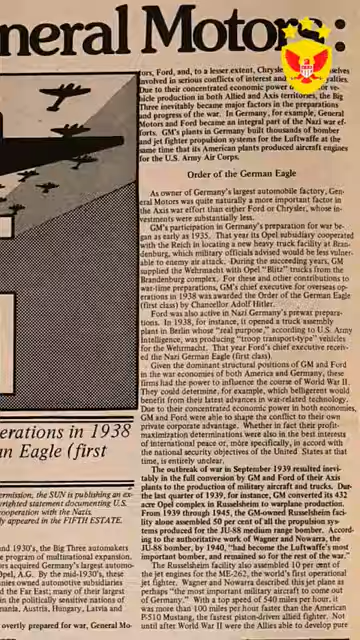 neral Motors:
tors, Ford, and, to a lesser extent, Chrysle
involved in serious conflicts of interest and
Due to their concentrated economic power
hicle production in both Allied and Axis territories, the Big
Three inevitably became major factors in the preparations
and progress of the war. In Germany, for example, General
Motors and Ford became an integral part of the Nazi war ef-
forts. GM's plants in Germany built thousands of bomber
and jet fighter propulsion systems for the Luftwaffe at the
same time that its American plants produced aircraft engines
for the U.S. Army Air Corps.
Order of the German Eagle
As owner of Germany's largest automobile factory, Gen-
eral Motors was quite naturally a more important factor in
the Axis war effort than either Ford or Chrysler, whose in-
vestments were substantially less.
GM's participation in Germany's preparation for war be-
gan as early as 1935. That year its Opel subsidiary cooperated
with the Reich in locating a new heavy truck facility at Bran-
denburg, which military officials advised would be less vulner-
able to enemy air attack. During the succeeding years, GM
supplied the Wehrmacht with Opel "Blitz" trucks from the
Brandenburg complex. For these and other contributions to
war-time preparations, GM's chief executive for overseas op-
erations in 1938 was awarded the Order of the German Eagle
(first class) by Chancellor Adolf Hitler.
Ford was also active in Nazi Germany's prewar prepara-
tions. In 1938, for instance, it opened a truck assembly
plant in Berlin whose "real purpose," according to U.S. Army
Intelligence, was producing "troop transport-type" vehicles
for the Wehrmacht. That year Ford's chief executive receiv-
ed the Nazi German Eagle (first class).
Given the dominant structural positions of GM and Ford
in the war economies of both America and Germany, these
firms had the power to influence the course of World War II.
They could determine, for example, which belligerent would
benefit from their latest advances in war-related technology.
Due to their concentrated economic power in both economies,
GM and Ford were able to shape the conflict to their own
private corporate advantage. Whether in fact their profit-
maximization determinations were also in the best interests
of international peace or, more specifically, in accord with
the national security objectives of the United States at that
time, is entirely unclear.
The outbreak of war in September 1939 resulted inevi-
tably in the full conversion by GM and Ford of their Axis
plants to the production of military aircraft and trucks. Dur-
the last quarter of 1939, for instance, GM converted its 432
acre Opel complex in Russelsheim to warplane production.
From 1939 through 1945, the GM-owned Russelsheim facil-
ity alone assembled 50 per cent of all the propulsion sys-
tems produced for the JU-88 medium range bomber. Accord-
ing to the authoritative work of Wagner and Nowarra, the
JU-88 bomber, by 1940, "had become the Luftwaffe's most
important bomber, and remained so for the rest of the war."
The Russelsheim facility also assembled 10 per cent of
the jet engines for the ME-262, the world's first operational
jet fighter. Wagner and Nowarra described this jet plane as
perhaps "the most important military aircraft to come out
of Germany." With a top speed of 540 miles per hour, it
was more than 100 miles per hour faster than the American
P-510 Mustang, the fastest piston-driven allied fighter. Not
until after World War II were the Allies able to develop pure
erations in 1938
an Eagle (first
ermission, the SUN is publishing an ex-
yrighted statement documenting U.S.
ooperation with the Nazis.
ly appeared in the FIFTH ESTATE.
and 1930's, the Big Three automakers
e program of multinational expansion.
ors acquired Germany's largest automo-
Opel, A.G. By the mid-1930's, these
nies owned automotive subsidiaries
d the Far East; many of their largest
in the politically sensitive nations of
mania, Austria, Hungary, Latvia and
overtly prepared for war, General Mo-